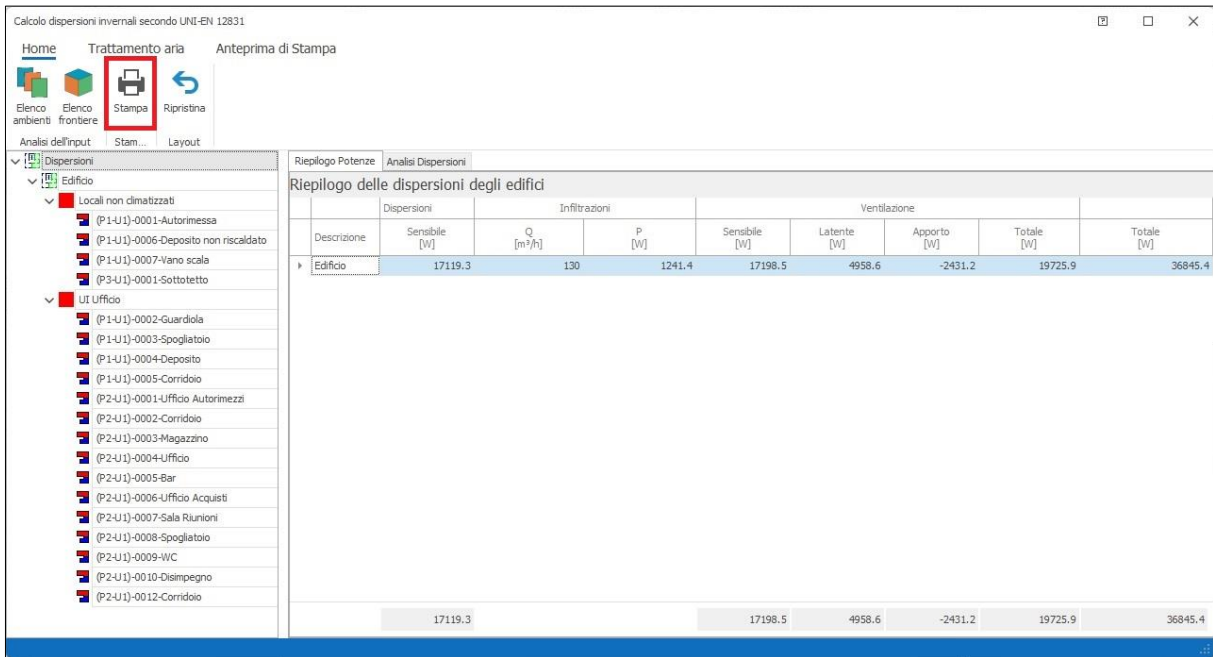 Calcolo dispersioni invernali secondo UNI-EN 12831
Home Trattamento aria Anteprima di Stampa
Elenco ambienti
Elenco frontiere
Stampa
Ripristina
Analisi dell'input Stam... Layout
Dispersioni
Edificio
Locali non climatizzati
(P1-U1)-0001-Autorimessa
(P1-U1)-0006-Deposito non riscaldato
(P1-U1)-0007-Vano scala
(P3-U1)-0001-Sottotetto
UI Ufficio
(P1-U1)-0002-Guardiola
(P1-U1)-0003-Spogliatoio
(P1-U1)-0004-Deposito
(P1-U1)-0005-Corridoio
(P2-U1)-0001-Ufficio Autorimezzi
(P2-U1)-0002-Corridoio
(P2-U1)-0003-Magazzino
(P2-U1)-0004-Ufficio
(P2-U1)-0005-Bar
(P2-U1)-0006-Ufficio Acquisti
(P2-U1)-0007-Sala Riunioni
(P2-U1)-0008-Spogliatoio
(P2-U1)-0009-WC
(P2-U1)-0010-Disimpegno
(P2-U1)-0012-Corridoio
Riepilogo Potenze Analisi Dispersioni
Riepilogo delle dispersioni degli edifici
Dispersioni Infiltrazioni Ventilazione
Descrizione Sensibile Q P Sensibile Latente Apporto Totale Totale
[W] [m³/h] [W] [W] [W] [W] [W] [W]
Edificio 17119.3 130 1241.4 17198.5 4958.6 -2431.2 19725.9 36845.4
17119.3 17198.5 4958.6 -2431.2 19725.9 36845.4